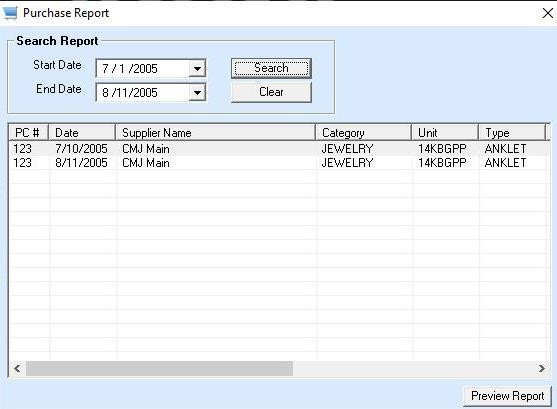 Purchase Report
Search Report
Start Date 7 / 1 /2005 Search
End Date 8 /11/2005 Clear
PC # Date Supplier Name Category Unit Type
123 7/10/2005 CMJ Main JEWELRY 14KBGPP ANKLET
123 8/11/2005 CMJ Main JEWELRY 14KBGPP ANKLET
Preview Report